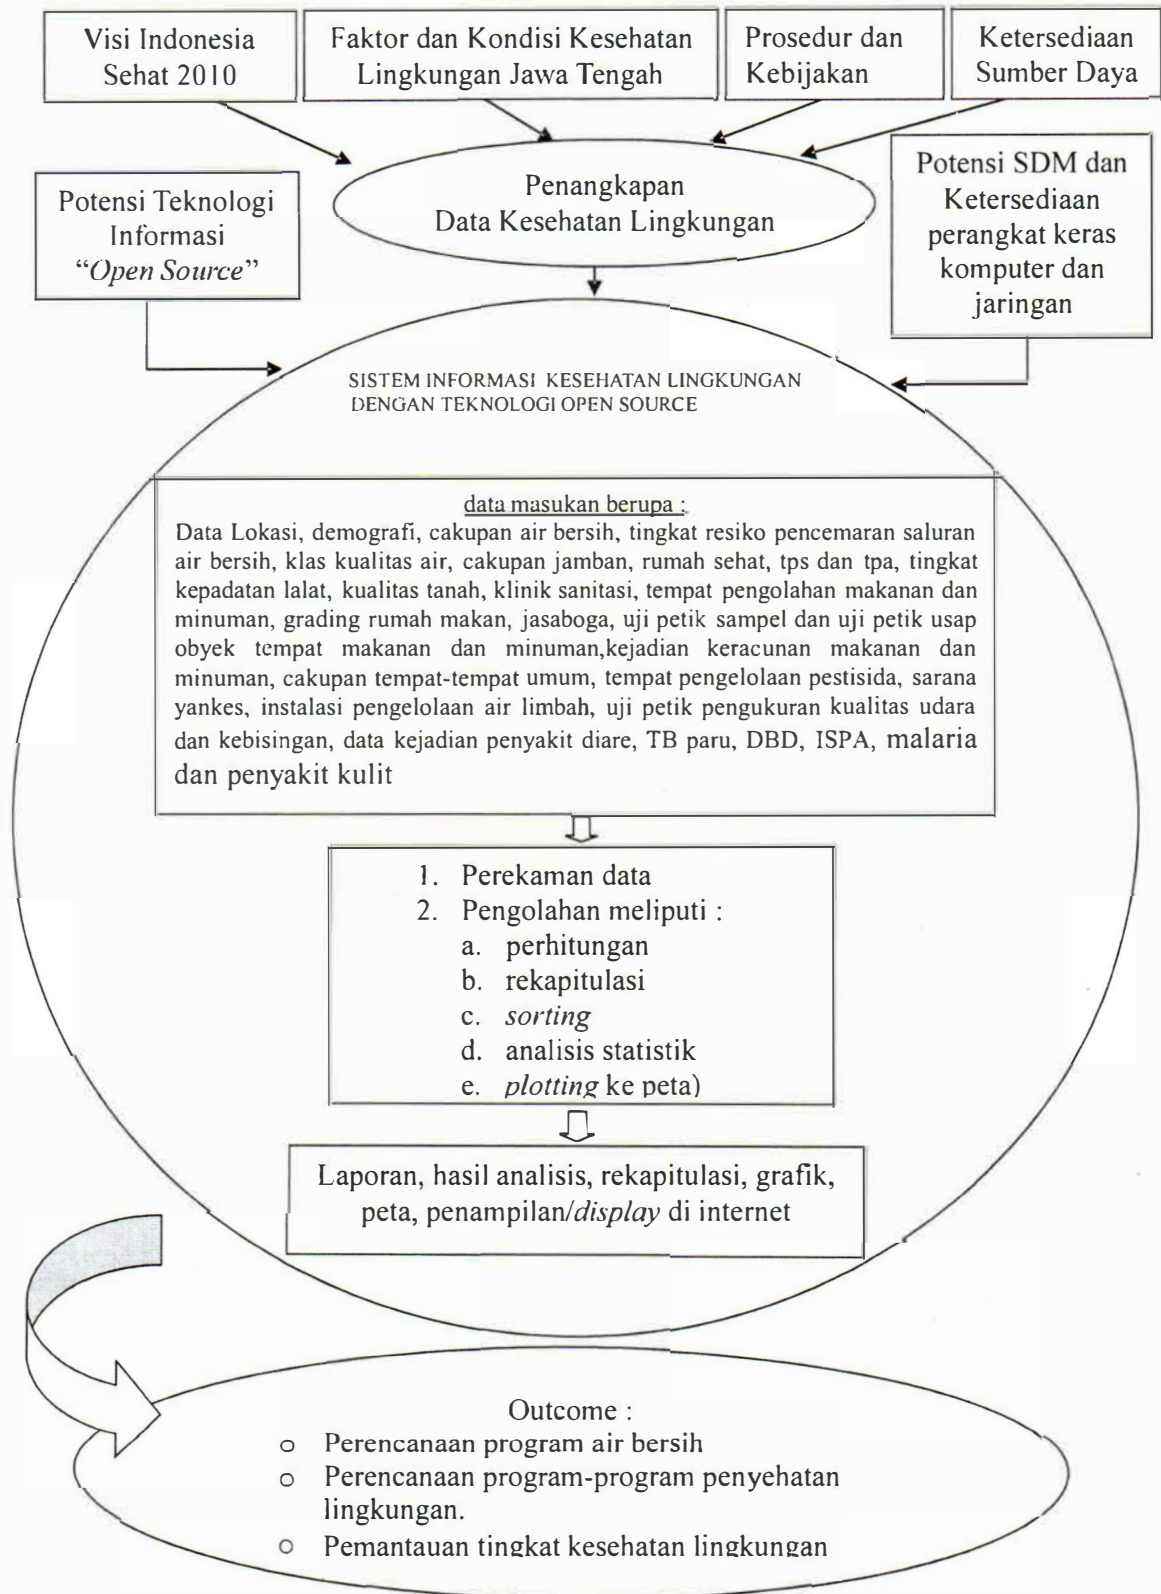 Visi Indonesia
Sehat 2010
Faktor dan Kondisi Kesehatan
Lingkungan Jawa Tengah
Prosedur dan
Kebijakan
Ketersediaan
Sumber Daya
Penangkapan
Data Kesehatan Lingkungan
Potensi Teknologi
Informasi
“Open Source”
Potensi SDM dan
Ketersediaan
perangkat keras
komputer dan
jaringan
SISTEM INFORMASI KESEHATAN LINGKUNGAN
DENGAN TEKNOLOGI OPEN SOURCE
data masukan berupa :
Data Lokasi, demografi, cakupan air bersih, tingkat resiko pencemaran saluran
air bersih, klas kualitas air, cakupan jamban, rumah sehat, tps dan tpa, tingkat
kepadatan lalat, kualitas tanah, klinik sanitasi, tempat pengolahan makanan dan
minuman, grading rumah makan, jasaboga, uji petik sampel dan uji petik usap
obyek tempat makanan dan minuman,kejadian keracunan makanan dan
minuman, cakupan tempat-tempat umum, tempat pengelolaan pestisida, sarana
yankes, instalasi pengelolaan air limbah, uji petik pengukuran kualitas udara
dan kebisingan, data kejadian penyakit diare, TB paru, DBD, ISPA, malaria
dan penyakit kulit
1. Perekaman data
2. Pengolahan meliputi :
a. perhitungan
b. rekapitulasi
c. sorting
d. analisis statistik
e. plotting ke peta)
Laporan, hasil analisis, rekapitulasi, grafik,
peta, penampilan/display di internet
Outcome :
o Perencanaan program air bersih
o Perencanaan program-program penyehatan
lingkungan.
o Pemantauan tingkat kesehatan lingkungan